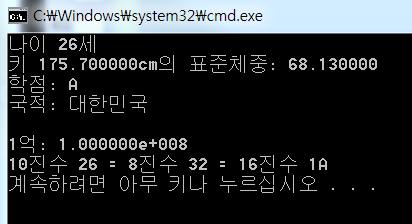 C:\Windows\system32\cmd.exe
나이 26세
키 175.700000cm의 표준체중: 68.130000
학점: A
국적: 대한민국
1억: 1.000000e+008
10진수 26 = 8진수 32 = 16진수 1A
계속하려면 아무 키나 누르십시오 . . .